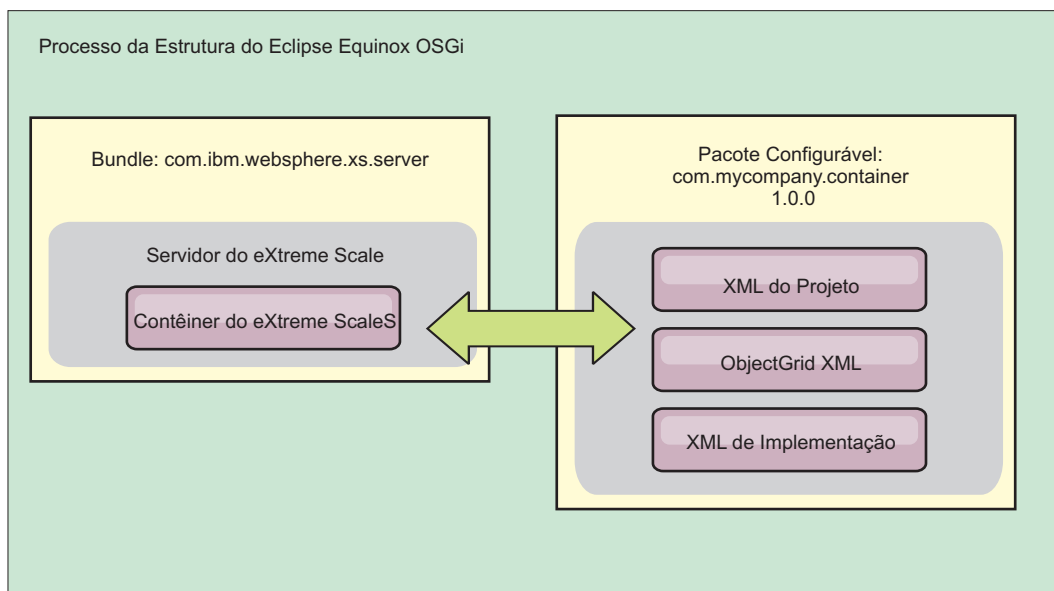 Processo da Estrutura do Eclipse Equinox OSGi
Bundle: com.ibm.websphere.xs.server
Servidor do eXtreme Scale
Contêiner do eXtreme ScaleS
Pacote Configurável:
com.mycompany.container
1.0.0
XML do Projeto
ObjectGrid XML
XML de Implementação